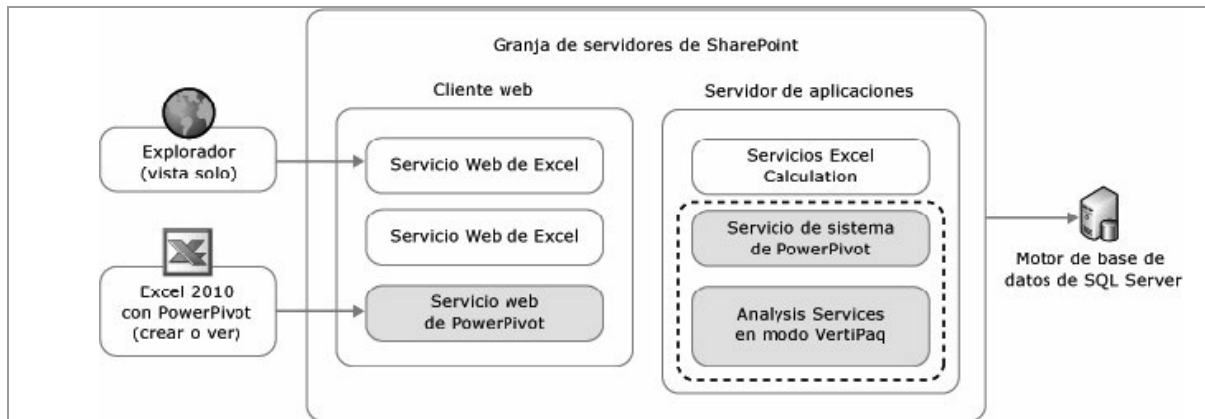 Granja de servidores de SharePoint
Cliente web
Servidor de aplicaciones
Explorador
(vista solo)
Servicio Web de Excel
Servicios Excel
Calculation
Servicio Web de Excel
Servicio de sistema
de PowerPivot
Excel 2010
con PowerPivot
(crear o ver)
Servicio web
de PowerPivot
Analysis Services
en modo VertiPaq
Motor de base de
datos de SQL Server